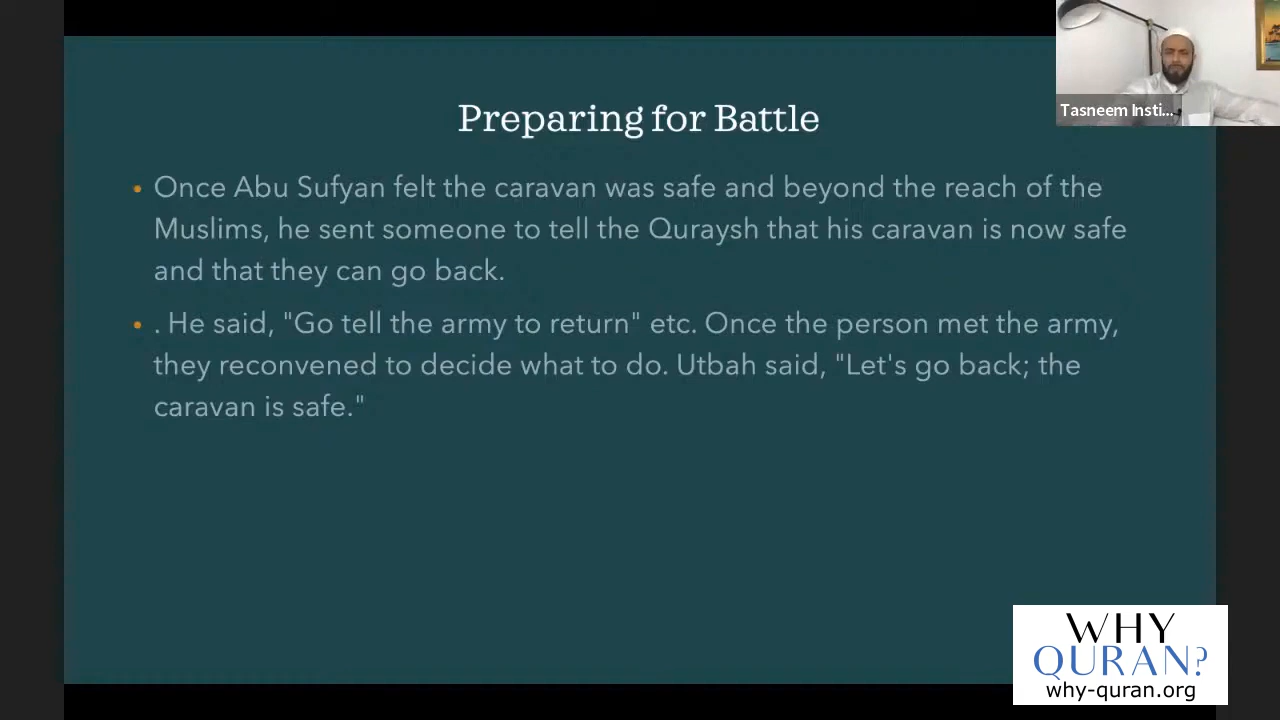 Preparing for Battle
Tasneem Insti...
• Once Abu Sufyan felt the caravan was safe and beyond the reach of the
Muslims, he sent someone to tell the Quraysh that his caravan is now safe
and that they can go back.
• . He said, "Go tell the army to return" etc. Once the person met the army,
they reconvened to decide what to do. Utbah said, "Let's go back; the
caravan is safe."
WHY
QURAN?
why-quran.org